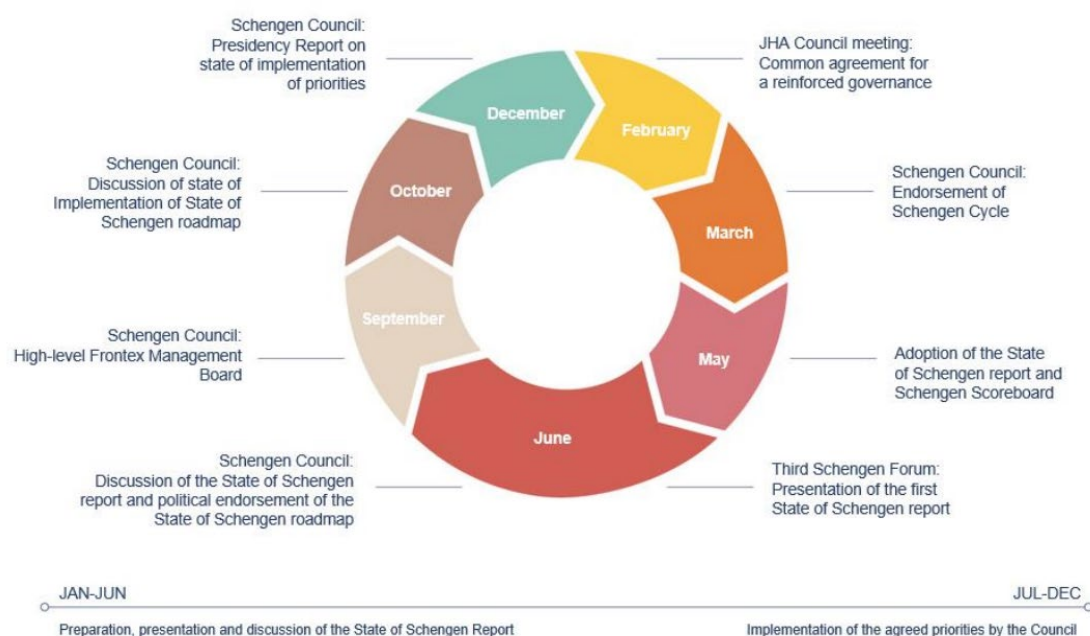 Schengen Council:
Presidency Report on
state of implementation
of priorities
JHA Council meeting:
Common agreement for
a reinforced governance
December
February
Schengen Council:
Discussion of state of
Implementation of State of
Schengen roadmap
October
March
Schengen Council:
Endorsement of
Schengen Cycle
Schengen Council:
High-level Frontex Management
Board
September
May
Adoption of the State
of Schengen report and
Schengen Scoreboard
June
Schengen Council:
Discussion of the State of Schengen
report and political endorsement of the
State of Schengen roadmap
Third Schengen Forum:
Presentation of the first
State of Schengen report
JAN-JUN
JUL-DEC
Preparation, presentation and discussion of the State of Schengen Report
Implementation of the agreed priorities by the Council